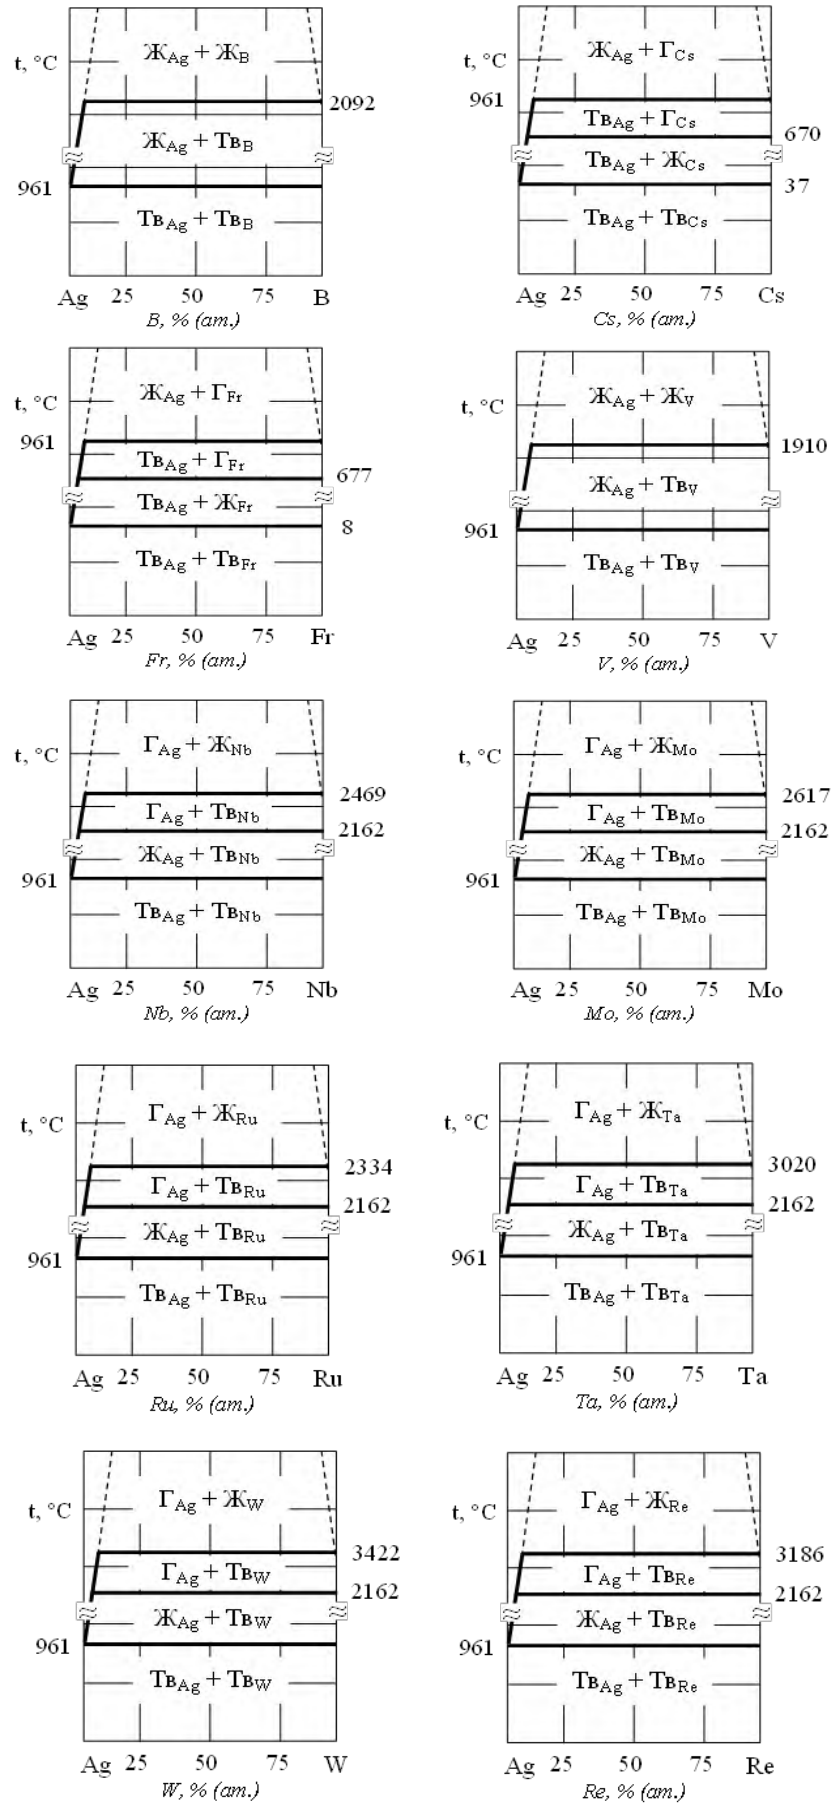 Ж_Ag + Ж_B
t, °C
2092
Ж_Ag + Тв_B
961
Тв_Ag + Тв_B
Ag 25 50 75 B
B, % (ат.)
Ж_Ag + Г_Cs
t, °C
961
Тв_Ag + Г_Cs
670
Тв_Ag + Ж_Cs
37
Тв_Ag + Тв_Cs
Ag 25 50 75 Cs
Cs, % (ат.)
Ж_Ag + Г_Fr
t, °C
961
Тв_Ag + Г_Fr
677
Тв_Ag + Ж_Fr
8
Тв_Ag + Тв_Fr
Ag 25 50 75 Fr
Fr, % (ат.)
Ж_Ag + Ж_V
t, °C
1910
Ж_Ag + Тв_V
961
Тв_Ag + Тв_V
Ag 25 50 75 V
V, % (ат.)
Г_Ag + Ж_Nb
t, °C
2469
Г_Ag + Тв_Nb
2162
Ж_Ag + Тв_Nb
961
Тв_Ag + Тв_Nb
Ag 25 50 75 Nb
Nb, % (ат.)
Г_Ag + Ж_Mo
t, °C
2617
Г_Ag + Тв_Mo
2162
Ж_Ag + Тв_Mo
961
Тв_Ag + Тв_Mo
Ag 25 50 75 Mo
Mo, % (ат.)
Г_Ag + Ж_Ru
t, °C
2334
Г_Ag + Тв_Ru
2162
Ж_Ag + Тв_Ru
961
Тв_Ag + Тв_Ru
Ag 25 50 75 Ru
Ru, % (ат.)
Г_Ag + Ж_Ta
t, °C
3020
Г_Ag + Тв_Ta
2162
Ж_Ag + Тв_Ta
961
Тв_Ag + Тв_Ta
Ag 25 50 75 Ta
Ta, % (ат.)
Г_Ag + Ж_W
t, °C
3422
Г_Ag + Тв_W
2162
Ж_Ag + Тв_W
961
Тв_Ag + Тв_W
Ag 25 50 75 W
W, % (ат.)
Г_Ag + Ж_Re
t, °C
3186
Г_Ag + Тв_Re
2162
Ж_Ag + Тв_Re
961
Тв_Ag + Тв_Re
Ag 25 50 75 Re
Re, % (ат.)